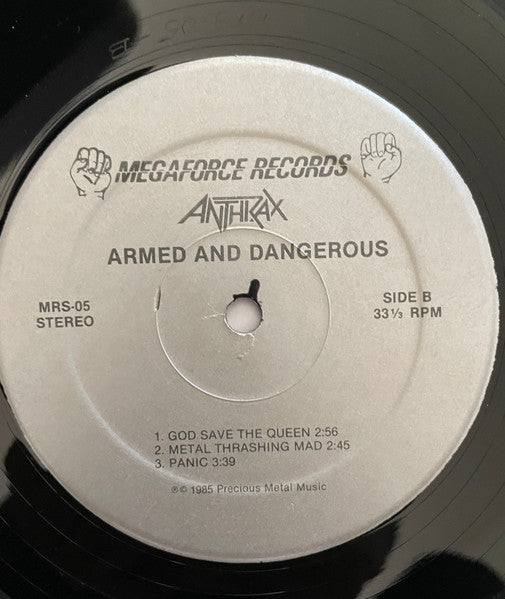 MEGAFORCE RECORDS
ANTHRAX
ARMED AND DANGEROUS
MRS-05
STEREO
SIDE B
33⅓ RPM
1. GOD SAVE THE QUEEN 2:56
2. METAL THRASHING MAD 2:45
3. PANIC 3:39
℗© 1985 Precious Metal Music